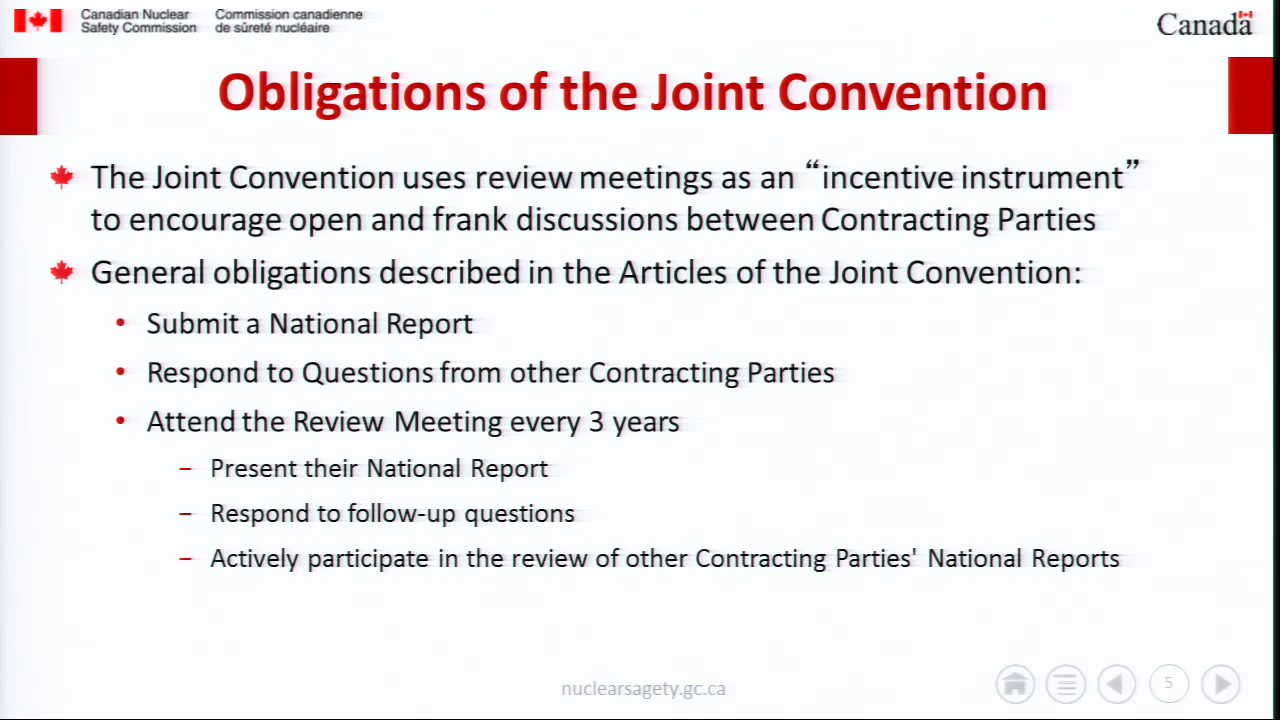 Canadian Nuclear Safety Commission
Commission canadienne de sûreté nucléaire
Canada
Obligations of the Joint Convention
The Joint Convention uses review meetings as an “incentive instrument”
to encourage open and frank discussions between Contracting Parties
General obligations described in the Articles of the Joint Convention:
• Submit a National Report
• Respond to Questions from other Contracting Parties
• Attend the Review Meeting every 3 years
– Present their National Report
– Respond to follow-up questions
– Actively participate in the review of other Contracting Parties' National Reports
nuclearsagety.gc.ca
5